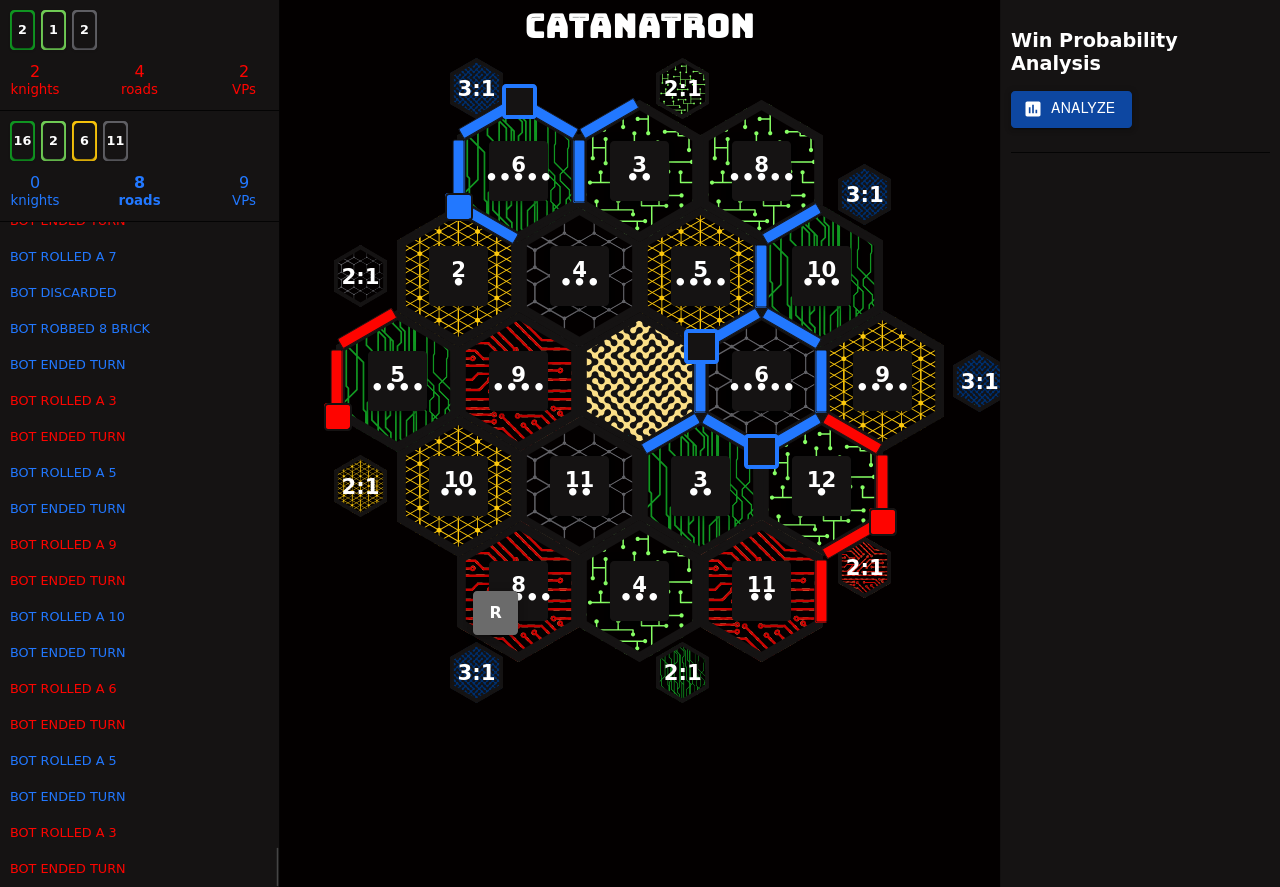 2 1 2
2 4 2
knights roads VPs
16 2 6 11
0 8 9
knights roads VPs
BOT ENDED TURN
BOT ROLLED A 7
BOT DISCARDED
BOT ROBBED 8 BRICK
BOT ENDED TURN
BOT ROLLED A 3
BOT ENDED TURN
BOT ROLLED A 5
BOT ENDED TURN
BOT ROLLED A 9
BOT ENDED TURN
BOT ROLLED A 10
BOT ENDED TURN
BOT ROLLED A 6
BOT ENDED TURN
BOT ROLLED A 5
BOT ENDED TURN
BOT ROLLED A 3
BOT ENDED TURN
CATANATRON
3:1 2:1
6 3 8
3:1
2:1 2 4 5 10
5 9 6 9 3:1
2:1 10 11 3 12
2:1
8 4 11
R
3:1 2:1
Win Probability
Analysis
ANALYZE